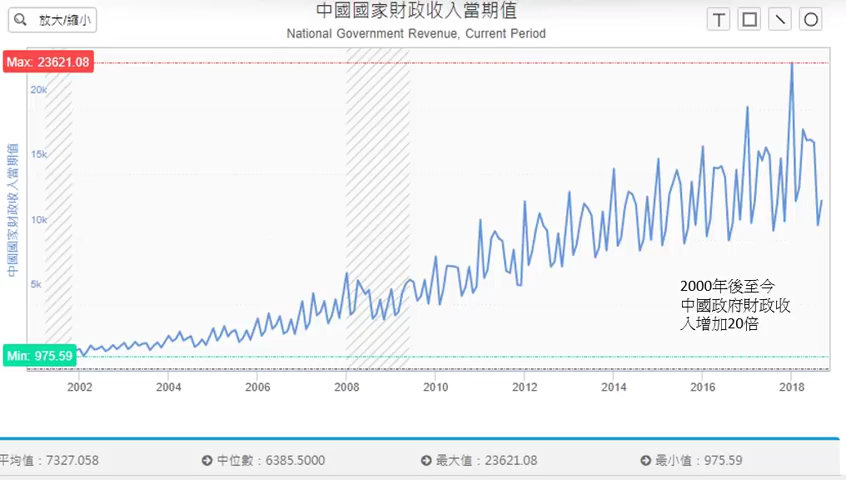 放大/縮小
中國國家財政收入當期值
National Government Revenue, Current Period
T
Max: 23621.08
20k
15k
10k
5k
中國國家財政收入當期值
2000年後至今
中國政府財政收
入增加20倍
Min: 975.59
2002 2004 2006 2008 2010 2012 2014 2016 2018
平均值：7327.058 中位數：6385.5000 最大值：23621.08 最小值：975.59